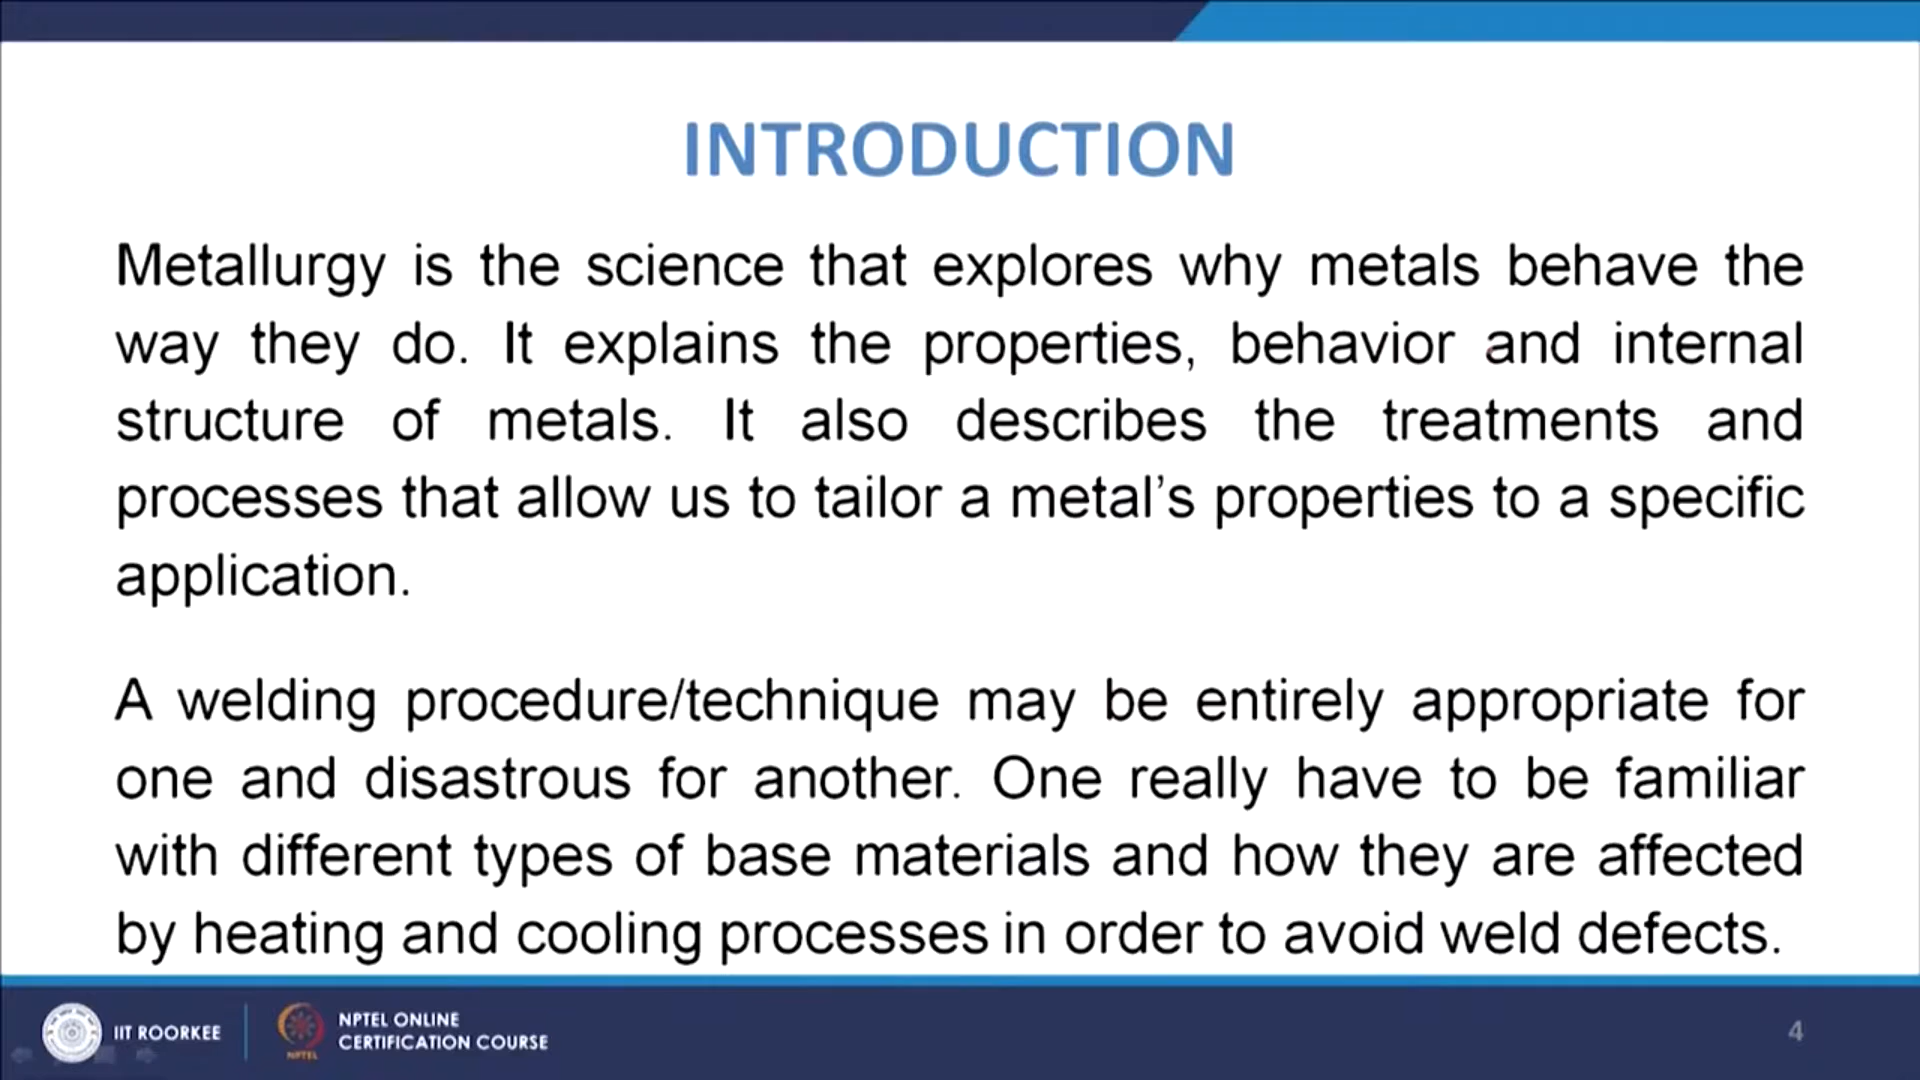 INTRODUCTION
Metallurgy is the science that explores why metals behave the
way they do. It explains the properties, behavior and internal
structure of metals. It also describes the treatments and
processes that allow us to tailor a metal’s properties to a specific
application.
A welding procedure/technique may be entirely appropriate for
one and disastrous for another. One really have to be familiar
with different types of base materials and how they are affected
by heating and cooling processes in order to avoid weld defects.
IIT ROORKEE
NPTEL
NPTEL ONLINE
CERTIFICATION COURSE
4